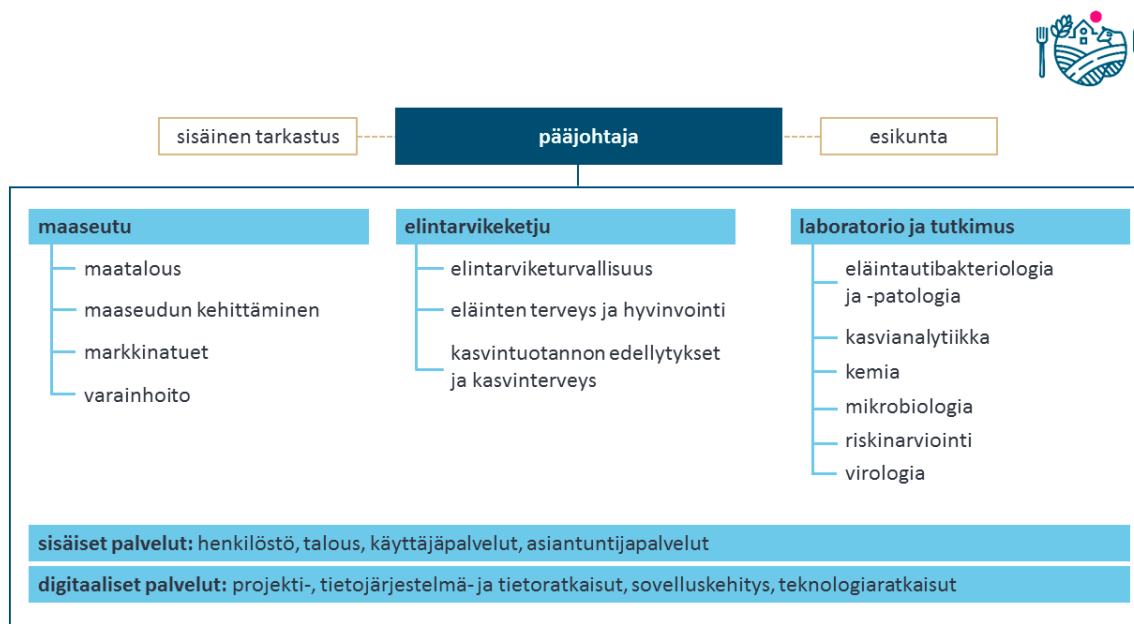 sisäinen tarkastus
pääjohtaja
esikunta
maaseutu
maatalous
maaseudun kehittäminen
markkinatuet
varainhoito
elintarvikeketju
elintarviketurvallisuus
eläinten terveys ja hyvinvointi
kasvintuotannon edellytykset
ja kasvinterveys
laboratorio ja tutkimus
eläintautibakteriologia
ja -patologia
kasvianalytiikka
kemia
mikrobiologia
riskinarviointi
virologia
sisäiset palvelut: henkilöstö, talous, käyttäjäpalvelut, asiantuntijapalvelut
digitaaliset palvelut: projekti-, tietojärjestelmä- ja tietoratkaisut, sovelluskehitys, teknologiaratkaisut